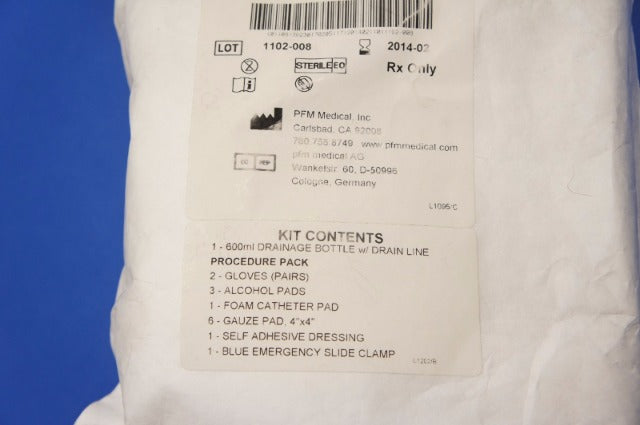 LOT 1102-008 2014-02
STERILE EO Rx Only
PFM Medical, Inc
Carlsbad, CA 92008
760 758 8749 www.pfmmedical.com
pfm medical AG
Wankelstr. 60, D-50996
Cologne, Germany
EC REP
L1095/C
KIT CONTENTS
1 - 600ml DRAINAGE BOTTLE w/ DRAIN LINE
PROCEDURE PACK
2 - GLOVES (PAIRS)
3 - ALCOHOL PADS
1 - FOAM CATHETER PAD
6 - GAUZE PAD, 4"x4"
1 - SELF ADHESIVE DRESSING
1 - BLUE EMERGENCY SLIDE CLAMP